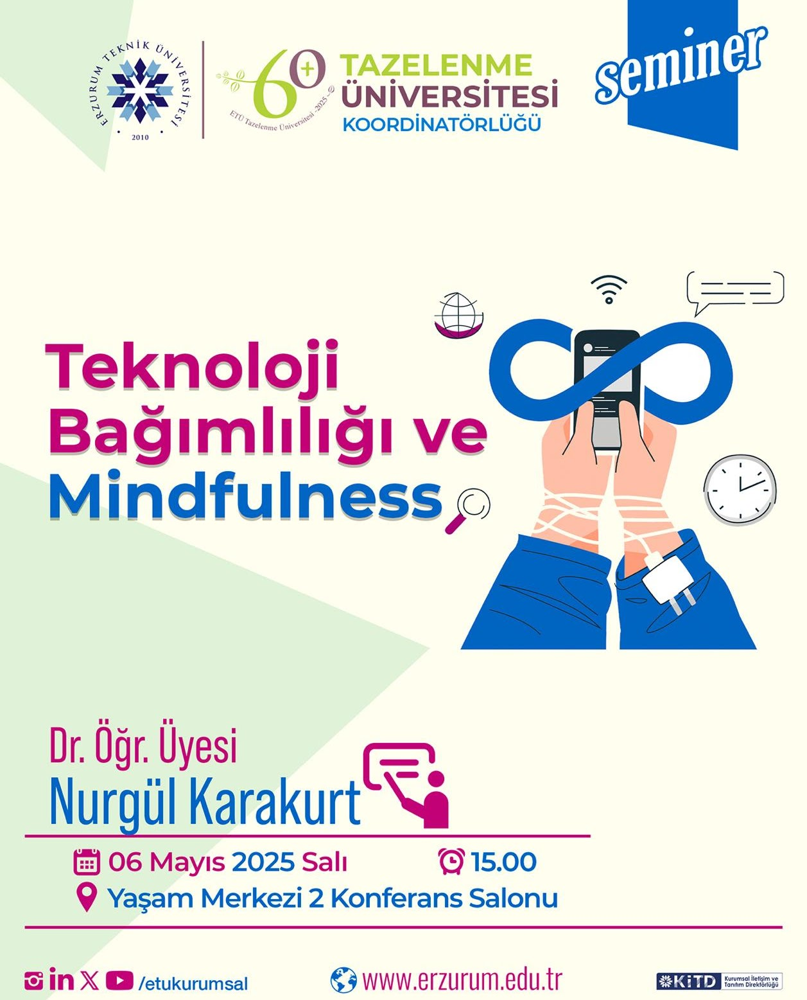 ERZURUM TEKNİK ÜNİVERSİTESİ
2010
60+
ETÜ Tazelenme Üniversitesi -2025
TAZELENME
ÜNİVERSİTESİ
KOORDİNATÖRLÜĞÜ
seminer
Teknoloji
Bağımlılığı ve
Mindfulness
Dr. Öğr. Üyesi
Nurgül Karakurt
06 Mayıs 2025 Salı 15.00
Yaşam Merkezi 2 Konferans Salonu
/etukurumsal
www.erzurum.edu.tr
KiTD
Kurumsal İletişim ve
Tanıtım Direktörlüğü